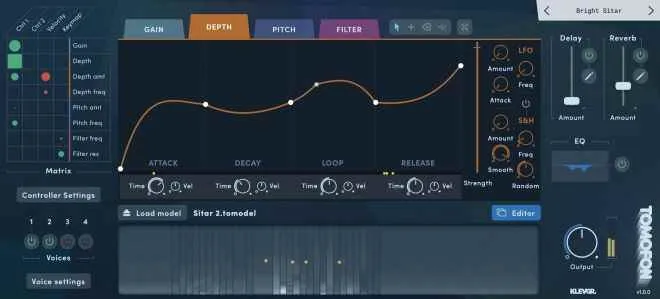 Ctrl 1 Ctrl 2 Velocity Keymap
Gain
Depth
Depth amt
Depth freq
Pitch amt
Pitch freq
Filter freq
Filter res
Matrix
Controller Settings
1 2 3 4
Voices
Voice settings
GAIN DEPTH PITCH FILTER
LFO
Amount Freq
Attack
S&H
Amount Freq
Smooth Random
Strength
ATTACK DECAY LOOP RELEASE
Time Vel Time Vel Time Vel Time Vel
Load model Sitar 2.tomodel Editor
Bright Sitar
Delay Reverb
Amount Amount
EQ
Output
TOMOFON
KLEVGR.
v1.0.0